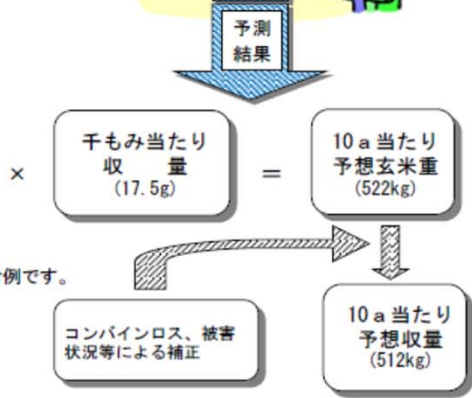 予測
結果
×
千もみ当たり
収　量
(17.5g)
＝
10a当たり
予想玄米重
(522kg)
例です。
コンバインロス、被害
状況等による補正
10a当たり
予想収量
(512kg)